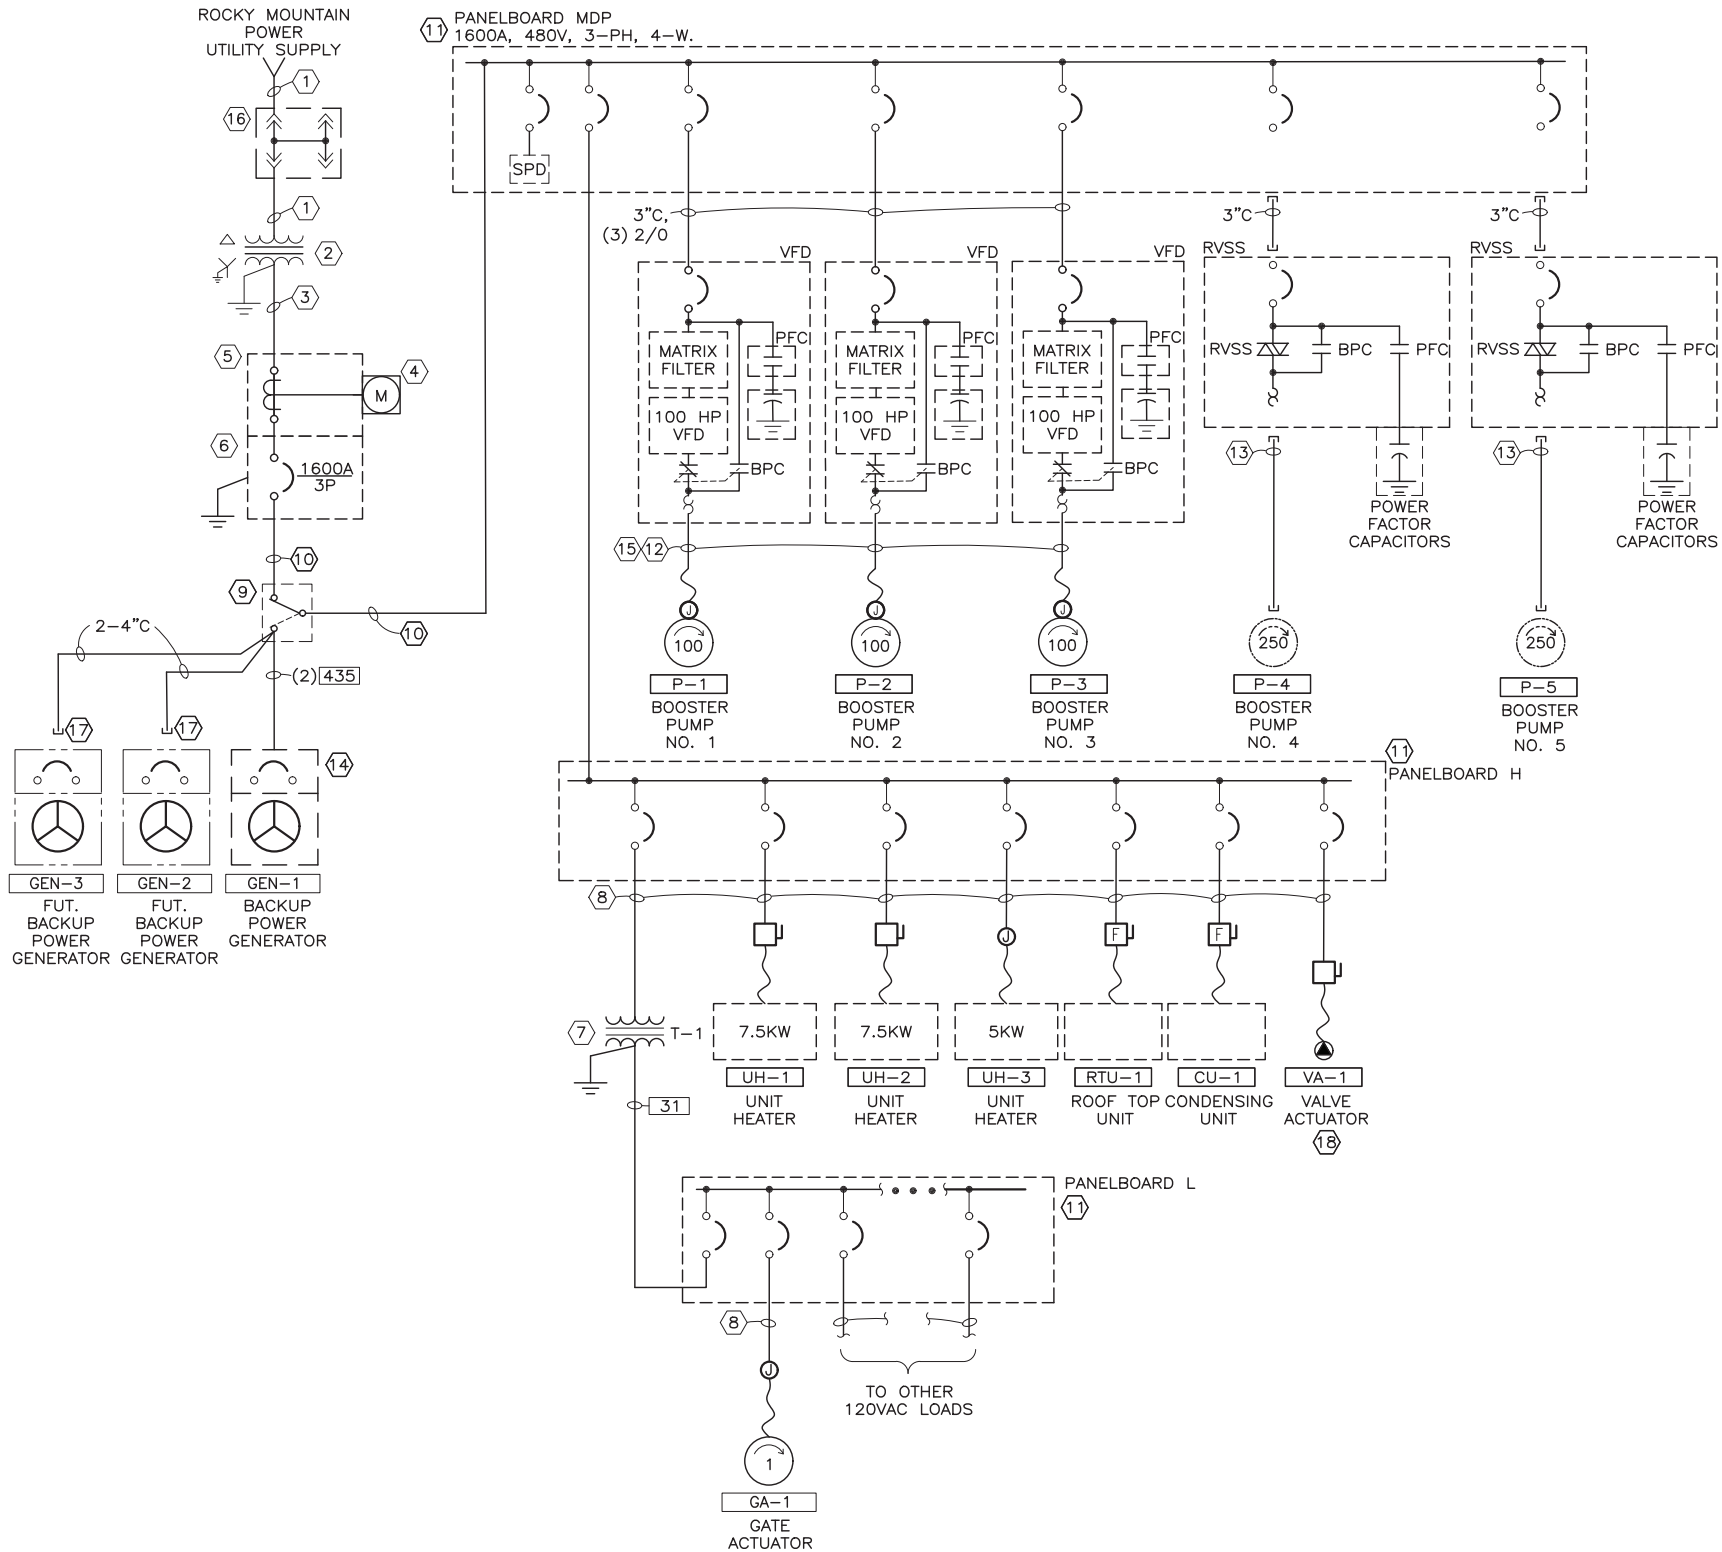 ROCKY MOUNTAIN
POWER
UTILITY SUPPLY
1
16
1
2
3
5
4
M
6
1600A
3P
10
9
10
2-4"C
(2) 435
17
17
14
GEN-3
FUT.
BACKUP
POWER
GENERATOR
GEN-2
FUT.
BACKUP
POWER
GENERATOR
GEN-1
BACKUP
POWER
GENERATOR
11
PANELBOARD MDP
1600A, 480V, 3-PH, 4-W.
SPD
3"C,
(3) 2/0
3"C
3"C
VFD
PFC
MATRIX
FILTER
100 HP
VFD
BPC
VFD
PFC
MATRIX
FILTER
100 HP
VFD
BPC
VFD
PFC
MATRIX
FILTER
100 HP
VFD
BPC
RVSS
RVSS
BPC
PFC
RVSS
RVSS
BPC
PFC
13
POWER
FACTOR
CAPACITORS
13
POWER
FACTOR
CAPACITORS
15
12
J
100
P-1
BOOSTER
PUMP
NO. 1
J
100
P-2
BOOSTER
PUMP
NO. 2
J
100
P-3
BOOSTER
PUMP
NO. 3
250
P-4
BOOSTER
PUMP
NO. 4
250
P-5
BOOSTER
PUMP
NO. 5
11
PANELBOARD H
8
J
F
F
7
T-1
7.5KW
UH-1
UNIT
HEATER
7.5KW
UH-2
UNIT
HEATER
5KW
UH-3
UNIT
HEATER
RTU-1
ROOF TOP
UNIT
CU-1
CONDENSING
UNIT
VA-1
VALVE
ACTUATOR
18
31
PANELBOARD L
11
8
J
TO OTHER
120VAC LOADS
1
GA-1
GATE
ACTUATOR